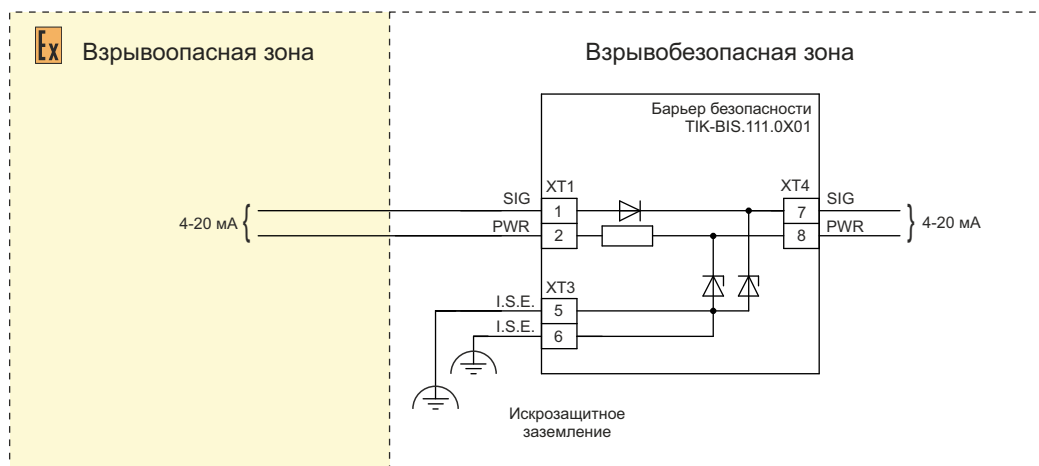 Ex
Взрывоопасная зона
Взрывобезопасная зона
Барьер безопасности
TIK-BIS.111.0X01
XT1
XT4
SIG
1
7
SIG
4-20 мА
PWR
2
8
PWR
4-20 мА
XT3
I.S.E.
5
I.S.E.
6
Искрозащитное
заземление